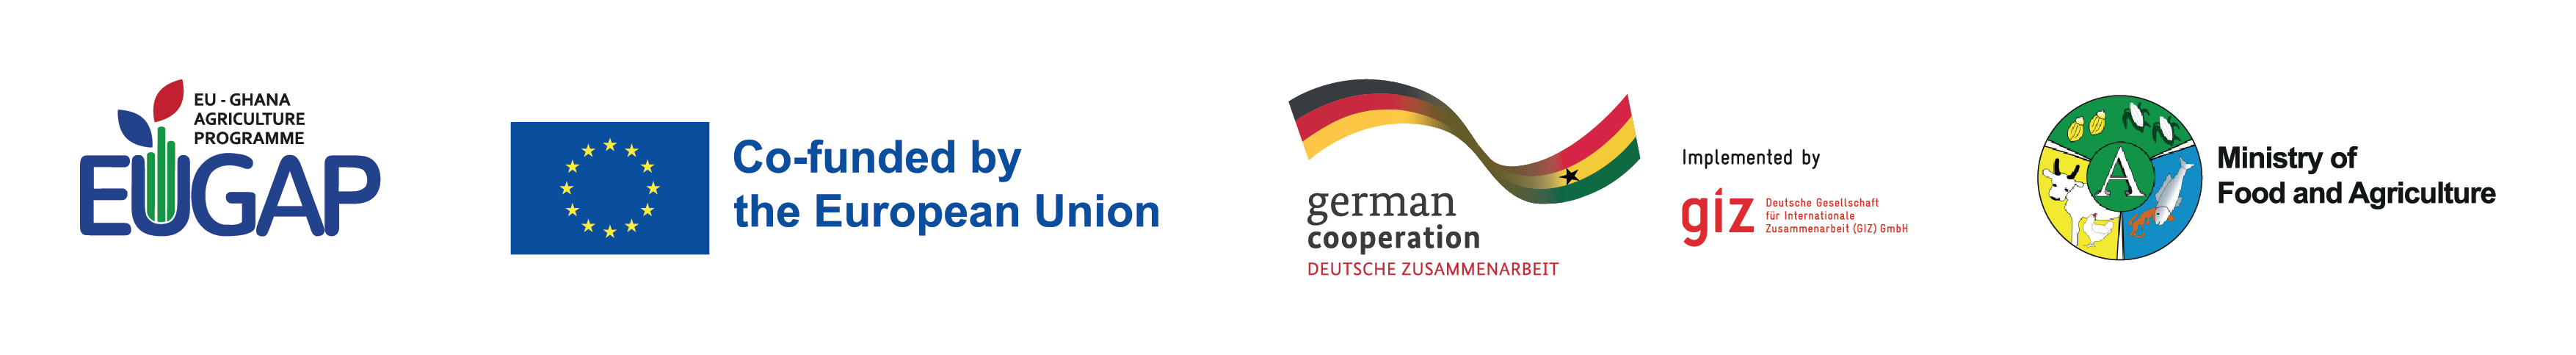 EU - GHANA
AGRICULTURE
PROGRAMME
EUGAP
Co-funded by
the European Union
german
cooperation
DEUTSCHE ZUSAMMENARBEIT
Implemented by
giz
Deutsche Gesellschaft
für Internationale
Zusammenarbeit (GIZ) GmbH
A
Ministry of
Food and Agriculture